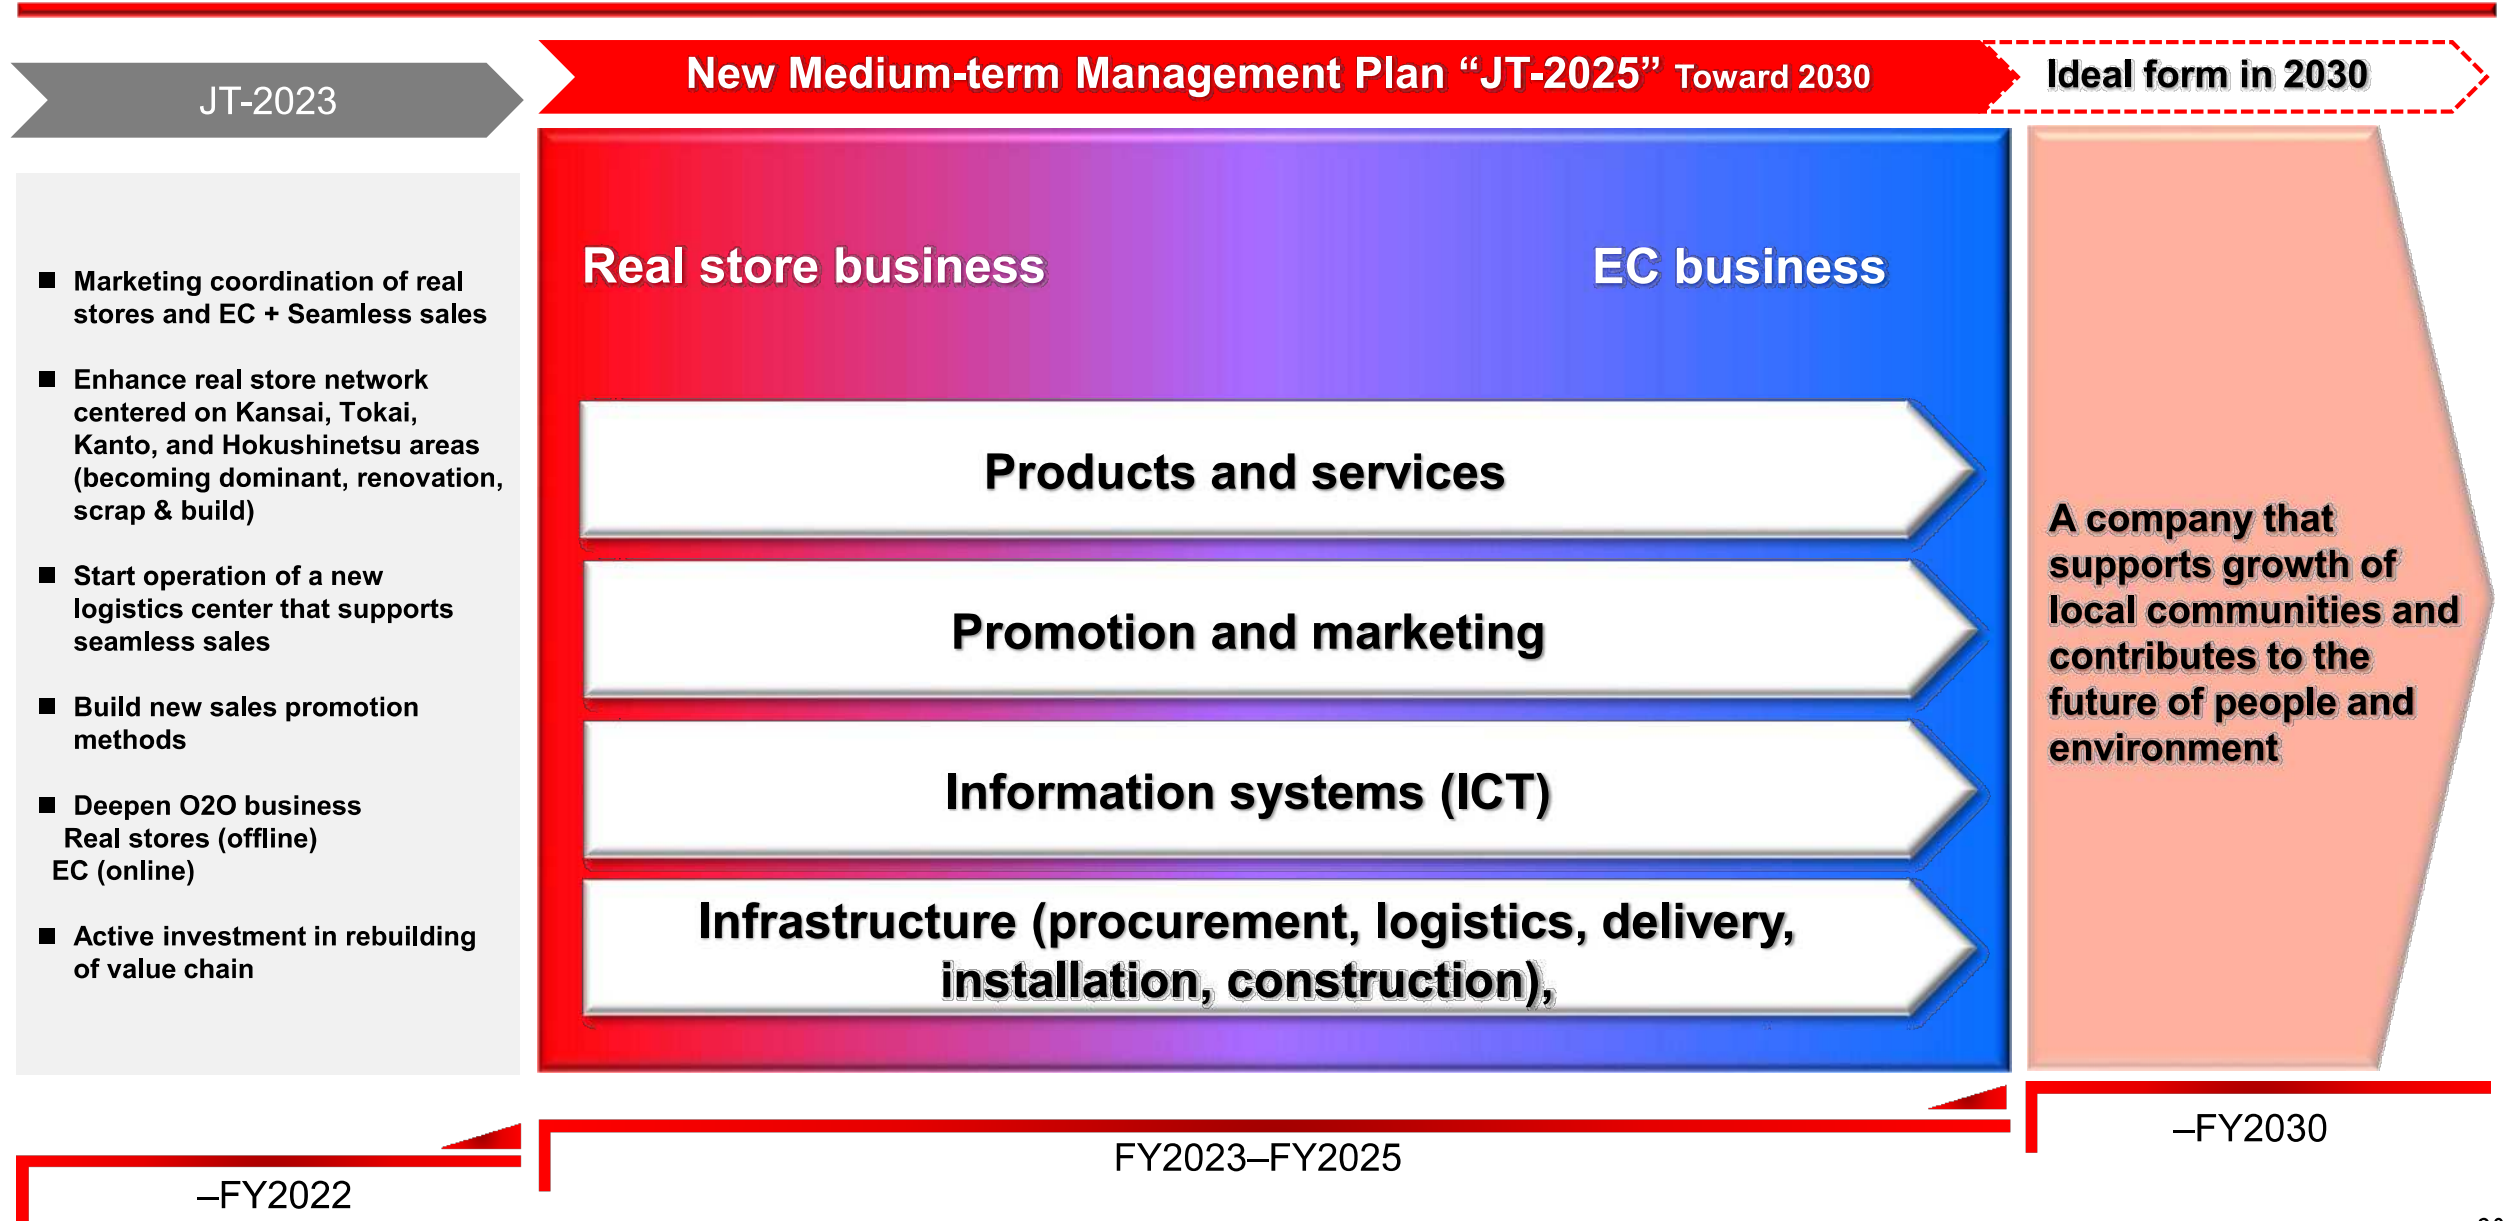 JT-2023
New Medium-term Management Plan “JT-2025” Toward 2030
Ideal form in 2030
■ Marketing coordination of real
stores and EC + Seamless sales
■ Enhance real store network
centered on Kansai, Tokai,
Kanto, and Hokushinetsu areas
(becoming dominant, renovation,
scrap & build)
■ Start operation of a new
logistics center that supports
seamless sales
■ Build new sales promotion
methods
■ Deepen O2O business
Real stores (offline)
EC (online)
■ Active investment in rebuilding
of value chain
Real store business
EC business
Products and services
Promotion and marketing
Information systems (ICT)
Infrastructure (procurement, logistics, delivery,
installation, construction),
A company that
supports growth of
local communities and
contributes to the
future of people and
environment
–FY2022
FY2023–FY2025
–FY2030